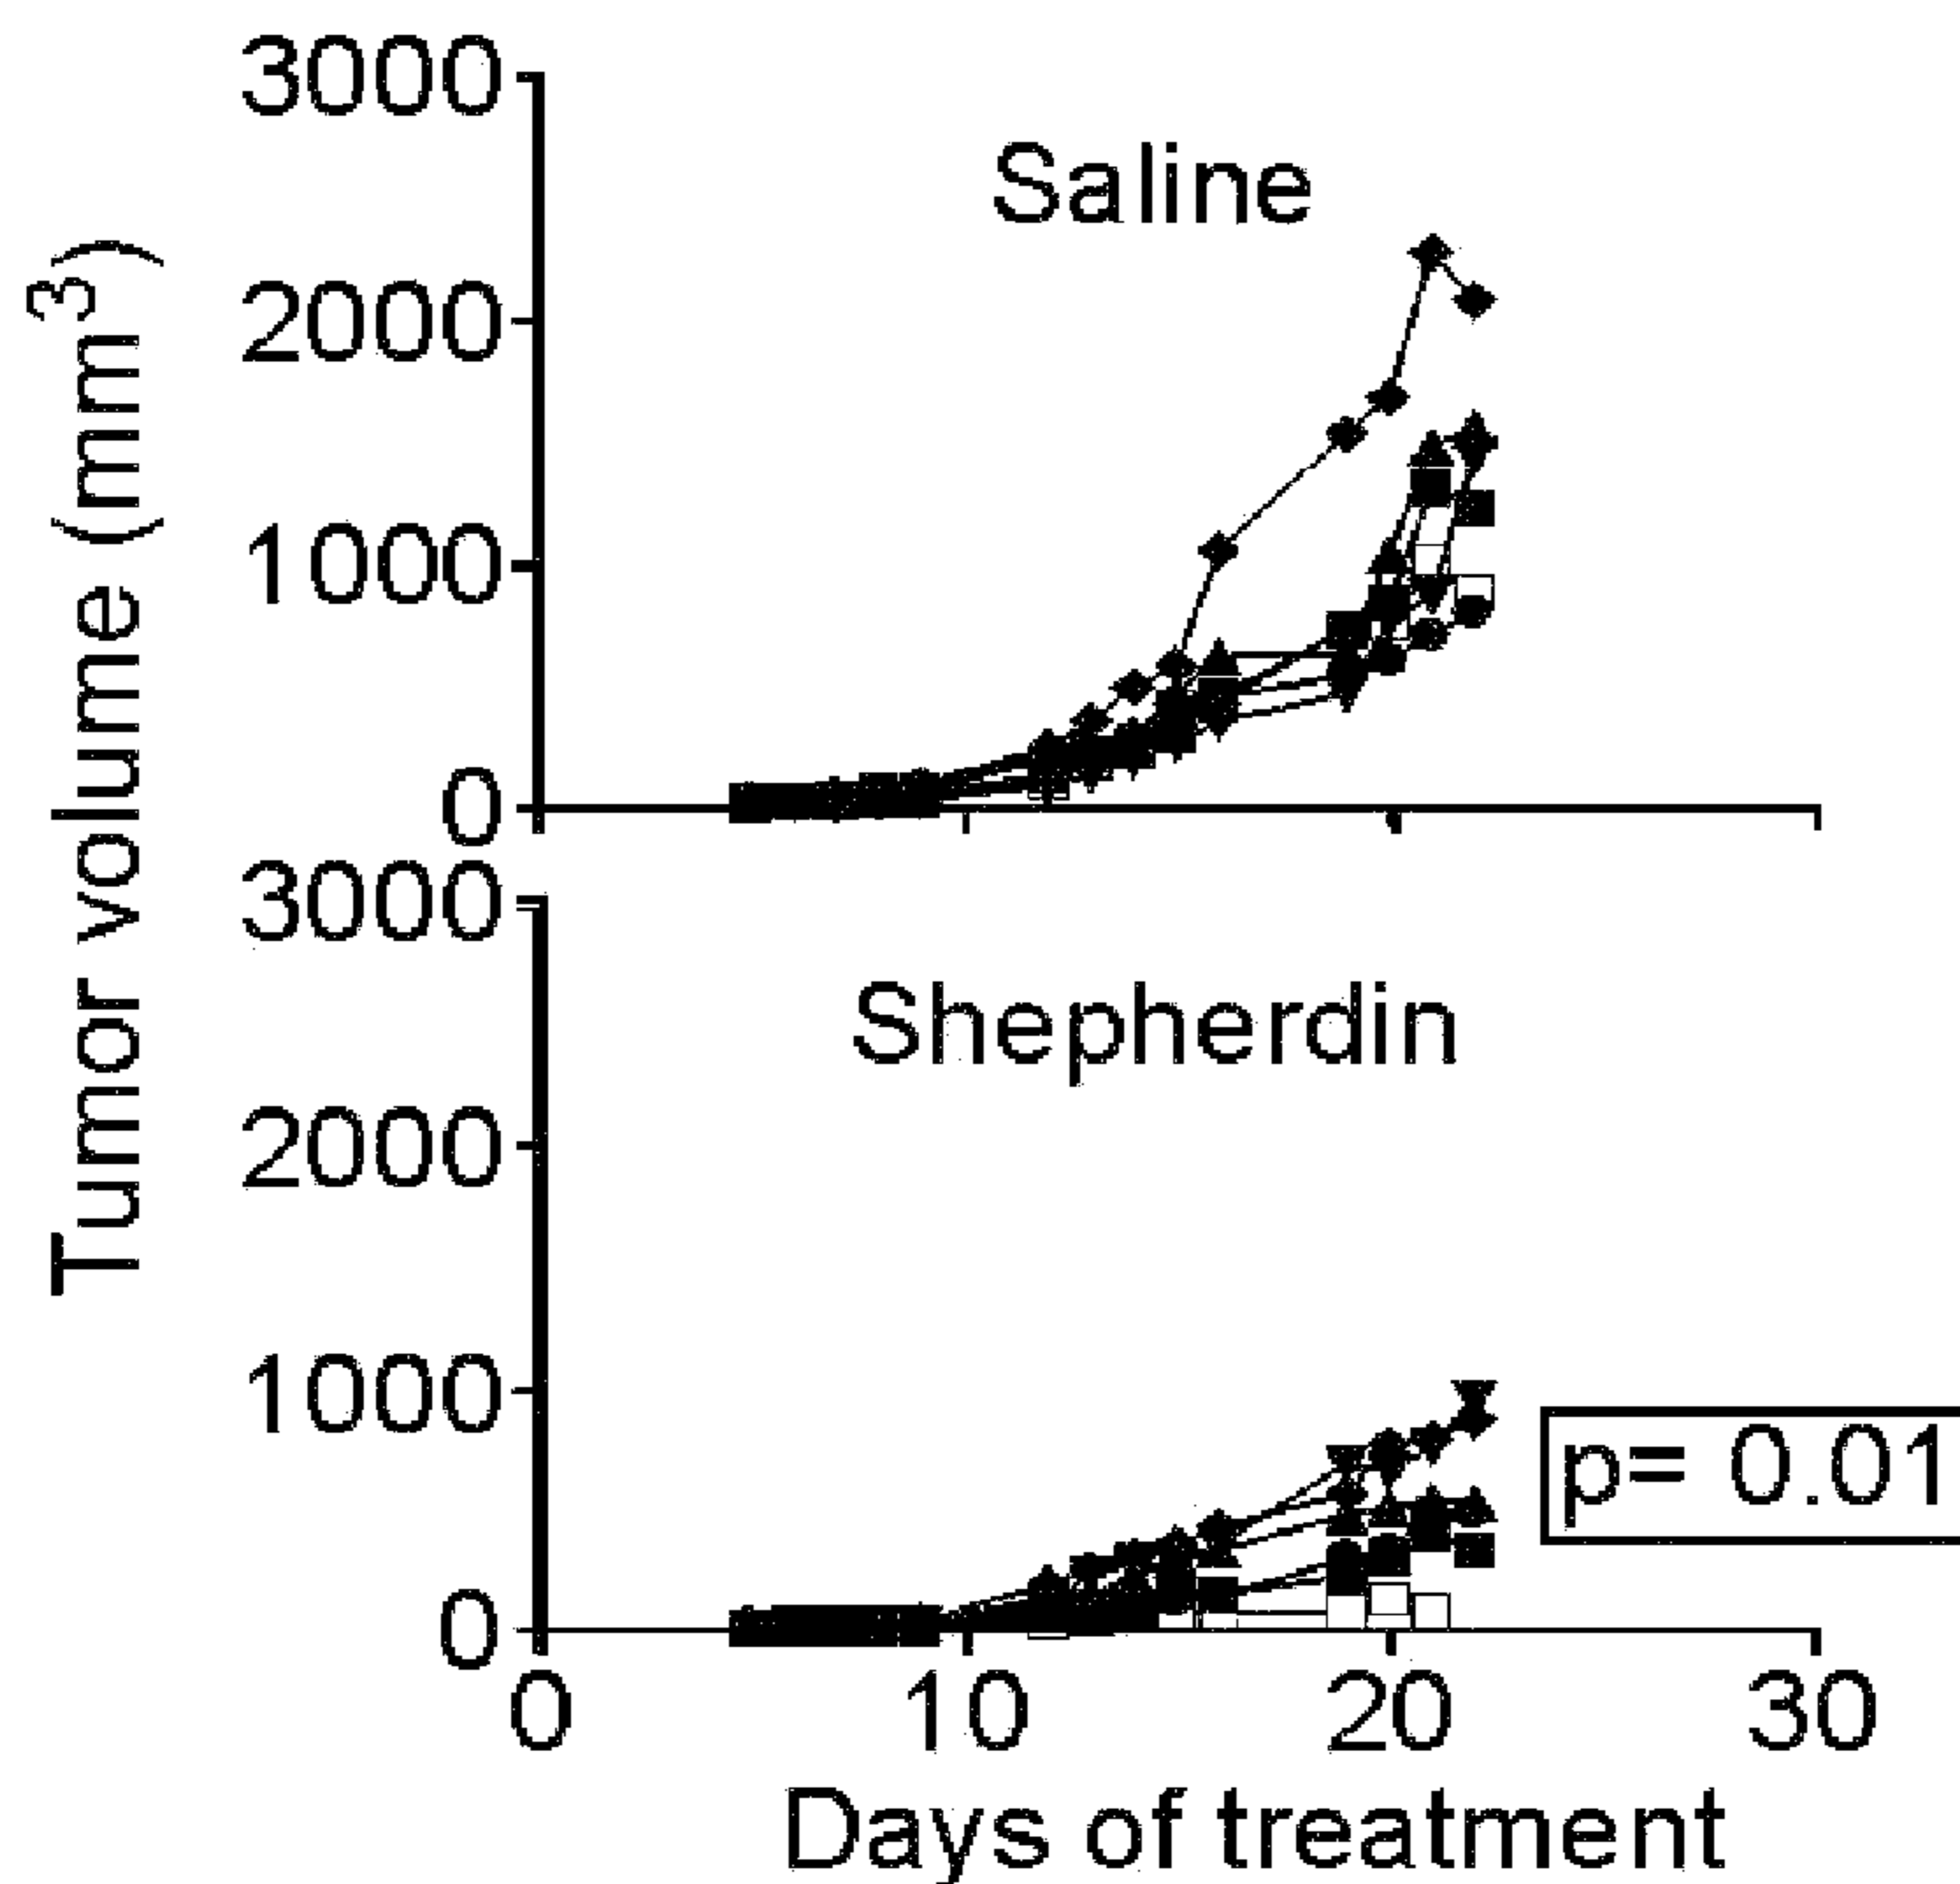 Tumor volume (mm³)
3000
Saline
2000
1000
0
3000
Shepherdin
2000
1000
p= 0.01
0
0 10 20 30
Days of treatment